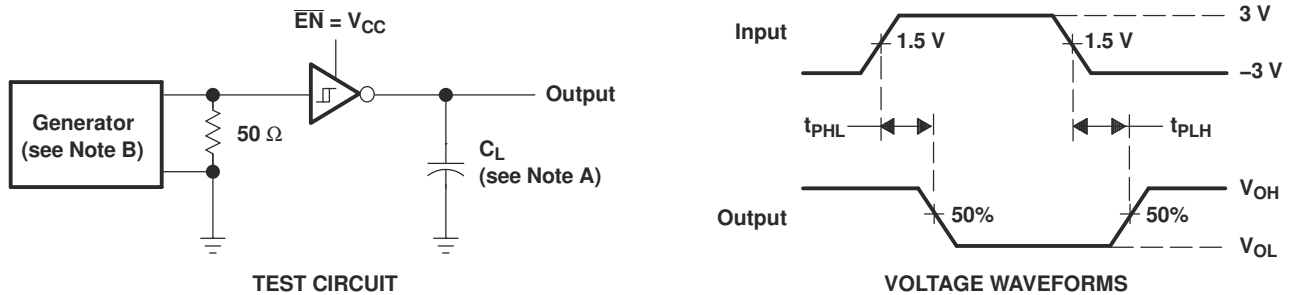 EN = VCC
Generator
(see Note B)
50 Ω
CL
(see Note A)
Output
TEST CIRCUIT
Input
1.5 V
1.5 V
3 V
−3 V
tPHL
tPLH
Output
50%
50%
VOH
VOL
VOLTAGE WAVEFORMS